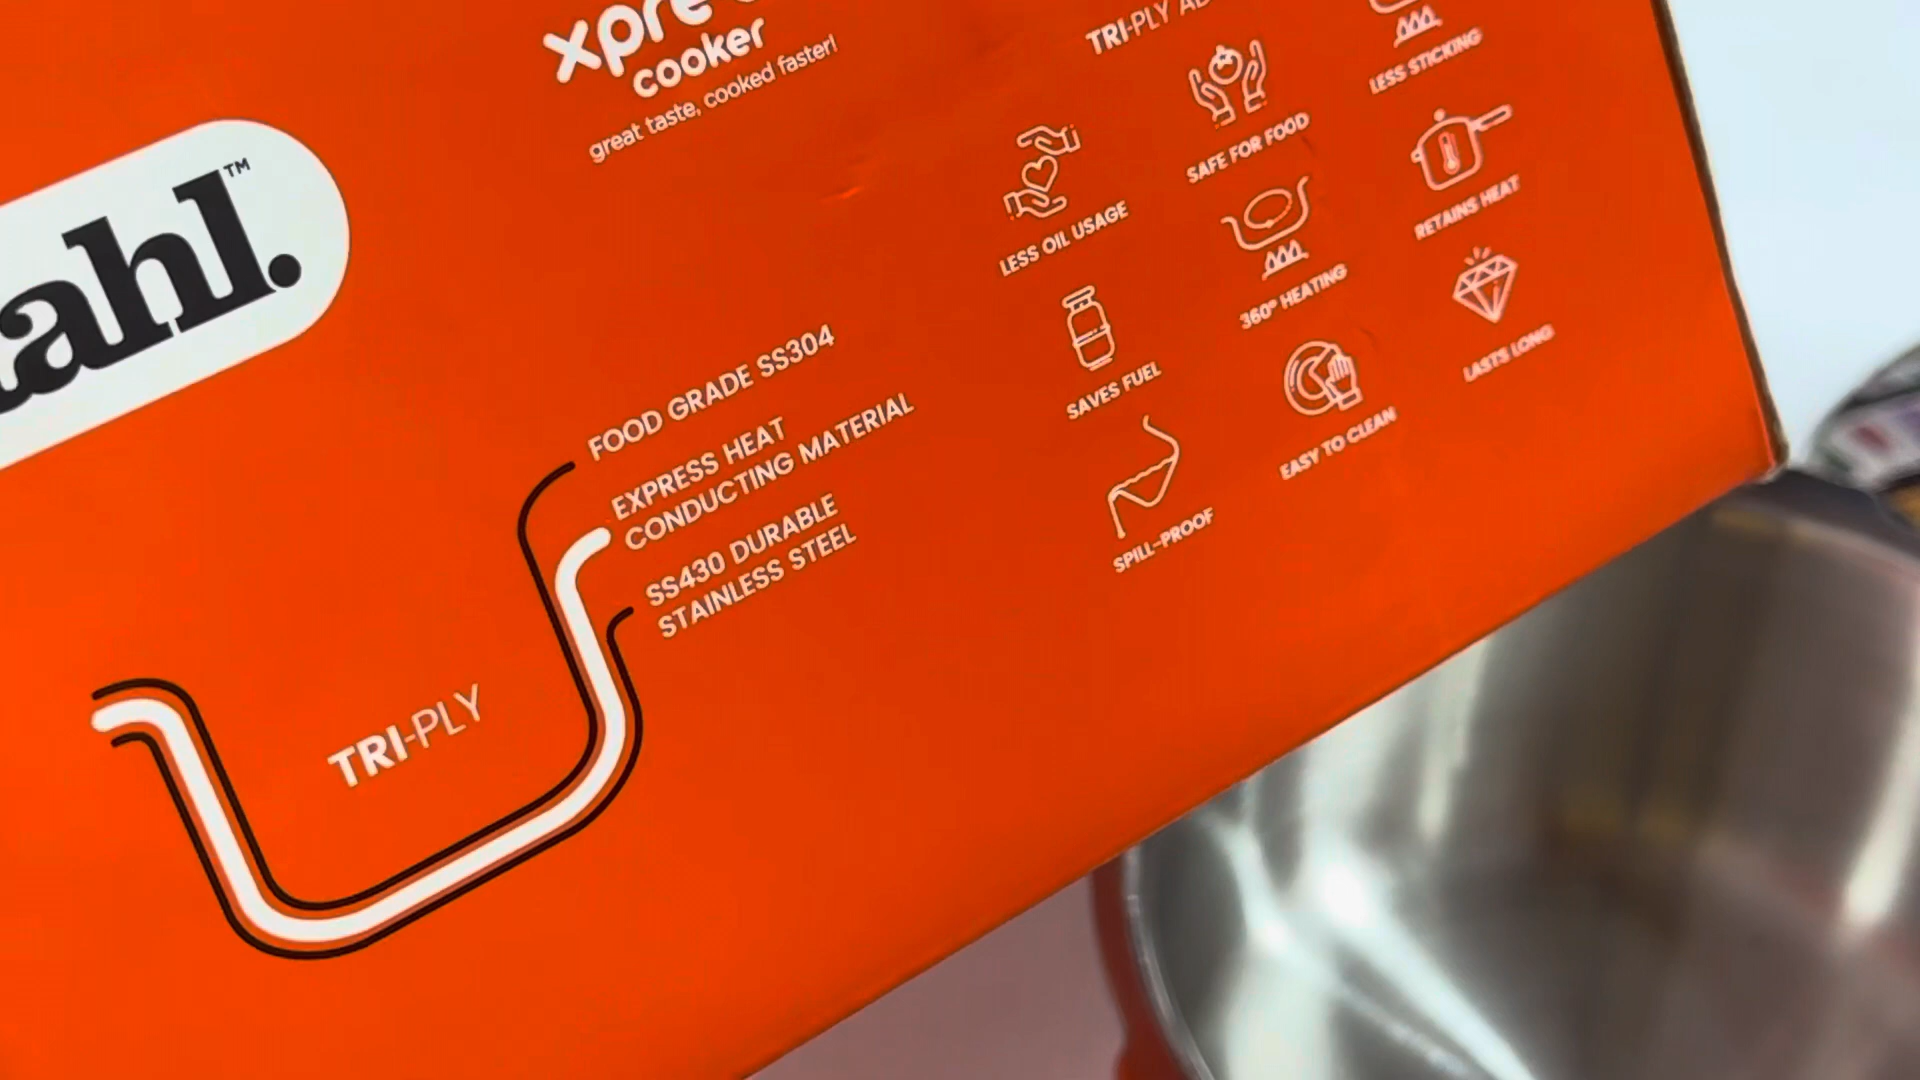 cooker
great taste, cooked faster!
ahl.™
FOOD GRADE SS304
EXPRESS HEAT
CONDUCTING MATERIAL
SS430 DURABLE
STAINLESS STEEL
TRI-PLY
TRI-PLY
LESS STICKING
SAFE FOR FOOD
LESS OIL USAGE
RETAINS HEAT
360° HEATING
SAVES FUEL
LASTS LONG
EASY TO CLEAN
SPILL-PROOF